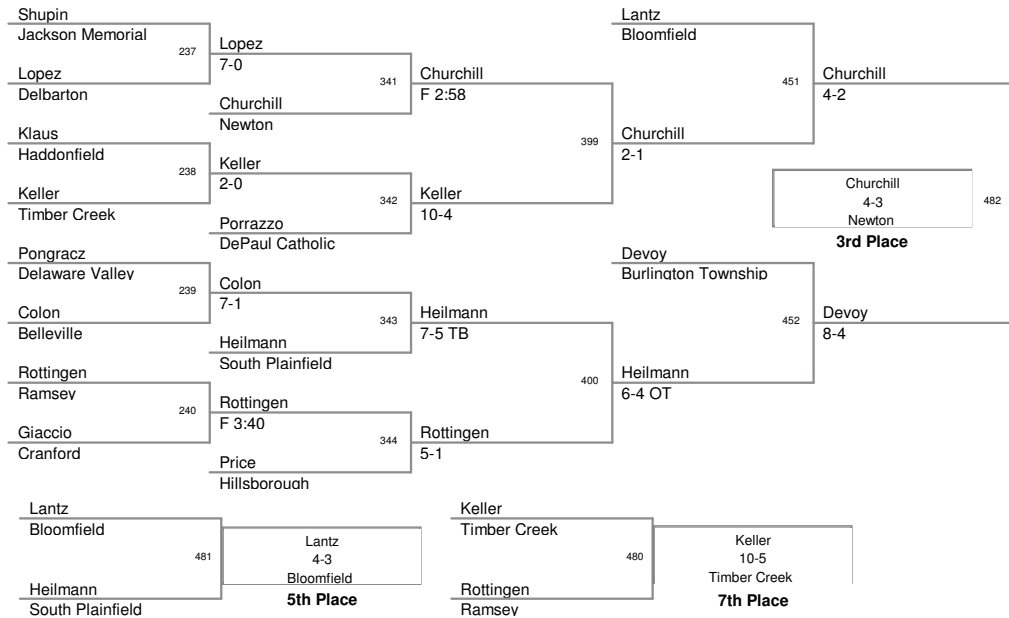 Shupin
Jackson Memorial
237
Lopez
Delbarton
Lopez
7-0
Klaus
Haddonfield
238
Keller
Timber Creek
Keller
2-0
Pongracz
Delaware Valley
239
Colon
Belleville
Colon
7-1
Rottingen
Ramsey
240
Giaccio
Cranford
Rottingen
F 3:40
341
Churchill
Newton
Churchill
F 2:58
342
Porrazzo
DePaul Catholic
Keller
10-4
343
Heilmann
South Plainfield
Heilmann
7-5 TB
344
Price
Hillsborough
Rottingen
5-1
399
Churchill
2-1
400
Heilmann
6-4 OT
Lantz
Bloomfield
451
Churchill
4-2
Devoy
Burlington Township
452
Devoy
8-4
Churchill
4-3
Newton
482
3rd Place
Lantz
Bloomfield
481
Heilmann
South Plainfield
Lantz
4-3
Bloomfield
5th Place
Keller
Timber Creek
480
Rottingen
Ramsey
Keller
10-5
Timber Creek
7th Place